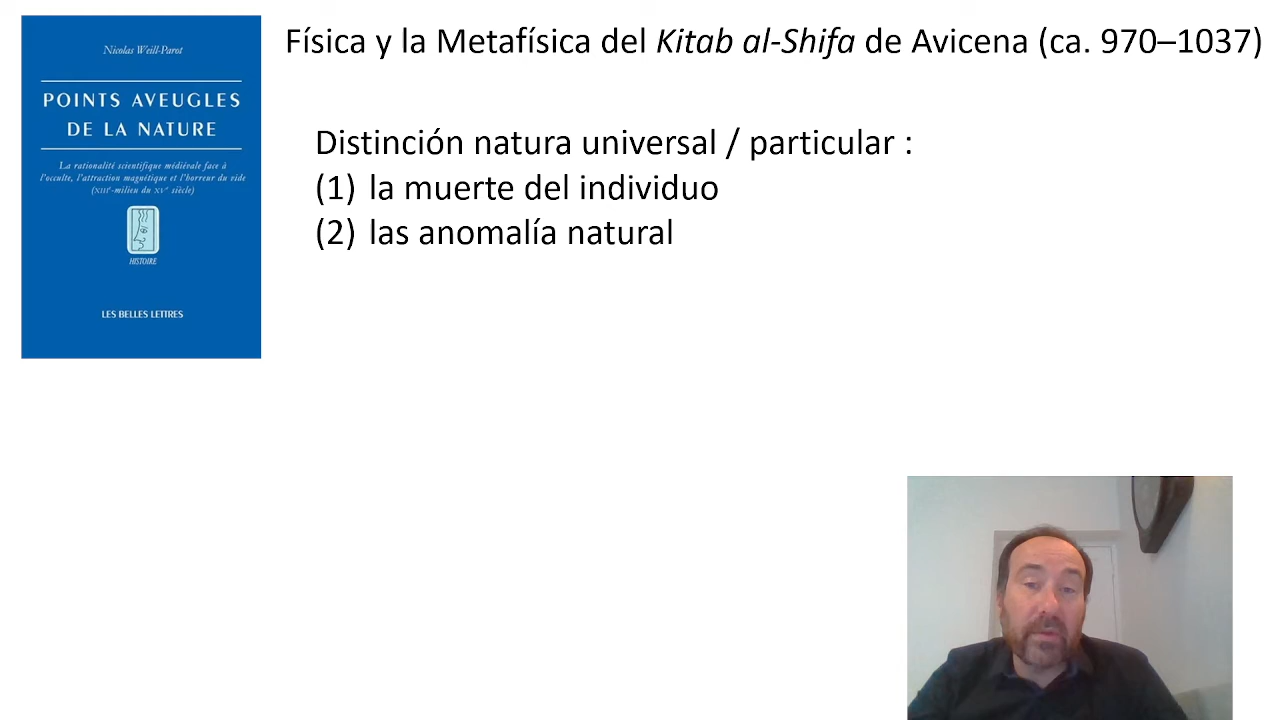 Nicolas Weill-Parot
POINTS AVEUGLES
DE LA NATURE
La rationalité scientifique médiévale face à
l'occulte, l'attraction magnétique et l'horreur du vide
(XIIIe-milieu du XVe siècle)
HISTOIRE
LES BELLES LETTRES
Física y la Metafísica del Kitab al-Shifa de Avicena (ca. 970–1037)
Distinción natura universal / particular :
(1) la muerte del individuo
(2) las anomalía natural